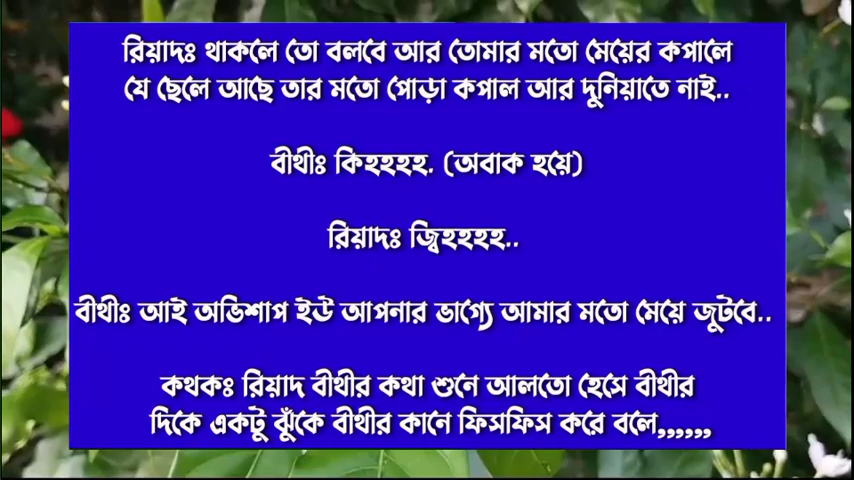 রিয়াদঃ থাকলে তো বলবে আর তোমার মতো মেয়ের কপালে
যে ছেলে আছে তার মতো পোড়া কপাল আর দুনিয়াতে নাই..
বীথীঃ কিহহহহ. (অবাক হয়ে)
রিয়াদঃ জ্বিহহহহ..
বীথীঃ আই অভিশাপ ইউ আপনার ভাগ্যে আমার মতো মেয়ে জুটবে..
কথকঃ রিয়াদ বীথীর কথা শুনে আলতো হেসে বীথীর
দিকে একটু ঝুঁকে বীথীর কানে ফিসফিস করে বলে,,,,,,